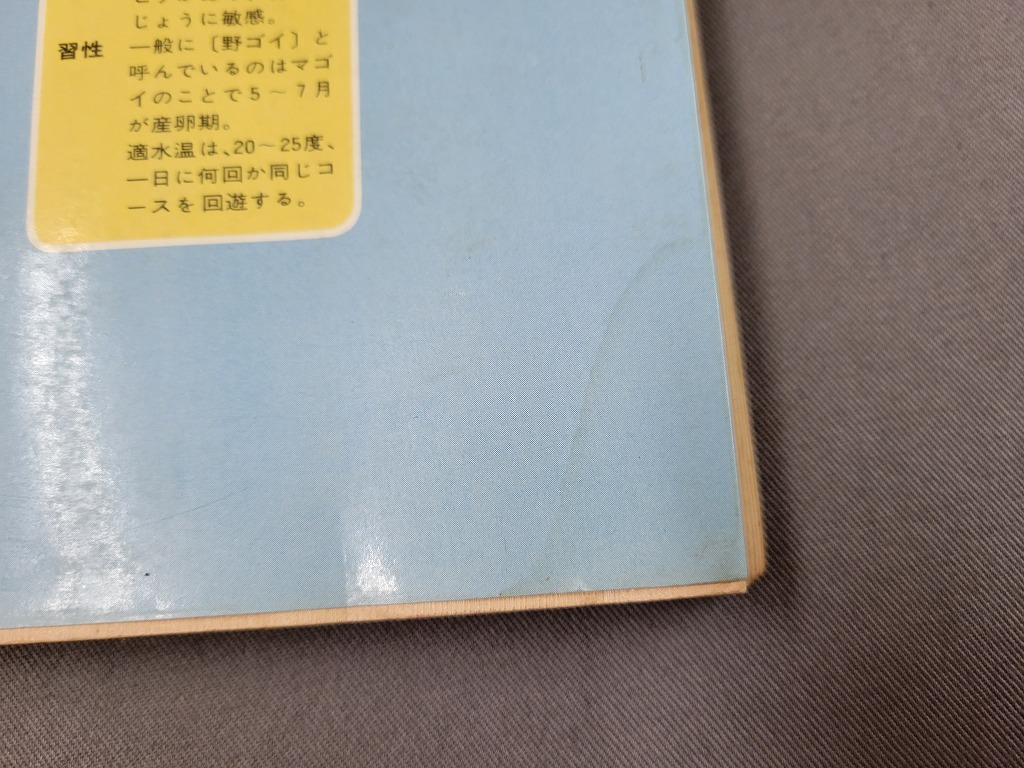 じょうに敏感。
習性 一般に〔野ゴイ〕と
呼んでいるのはマゴ
イのことで5～7月
が産卵期。
適水温は、20～25度、
一日に何回か同じコ
ースを回遊する。